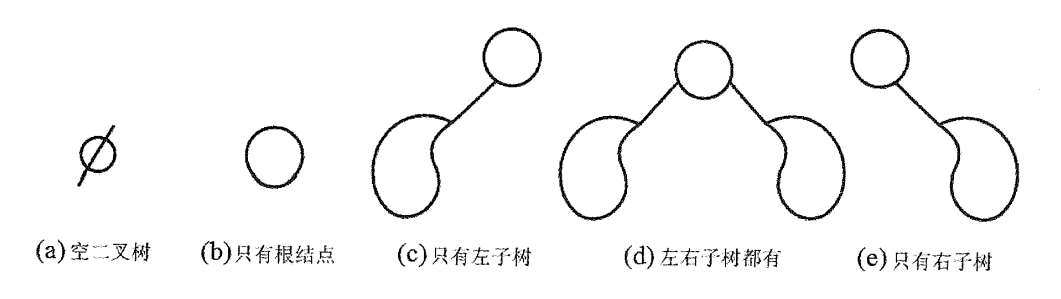 (a) 空二叉树
(b) 只有根结点
(c) 只有左子树
(d) 左右子树都有
(e) 只有右子树